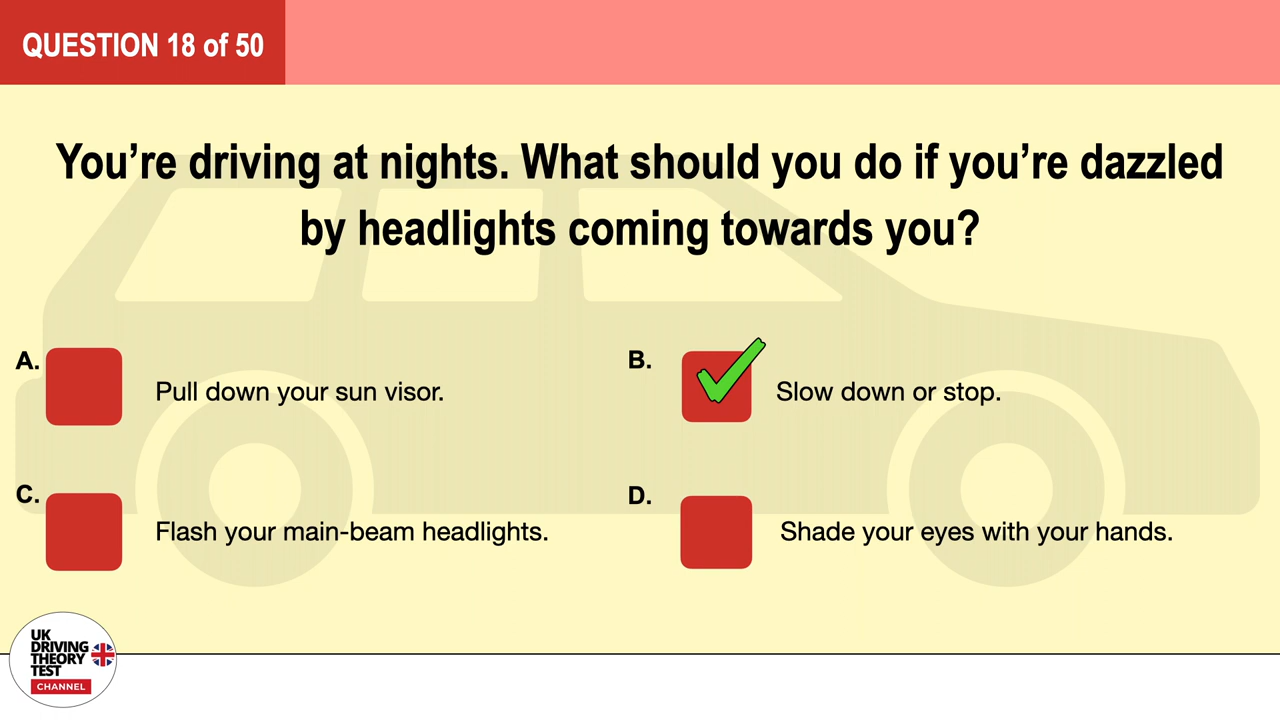 QUESTION 18 of 50
You’re driving at nights. What should you do if you’re dazzled
by headlights coming towards you?
A.
Pull down your sun visor.
B.
Slow down or stop.
C.
Flash your main-beam headlights.
D.
Shade your eyes with your hands.
UK
DRIVING
THEORY
TEST
CHANNEL